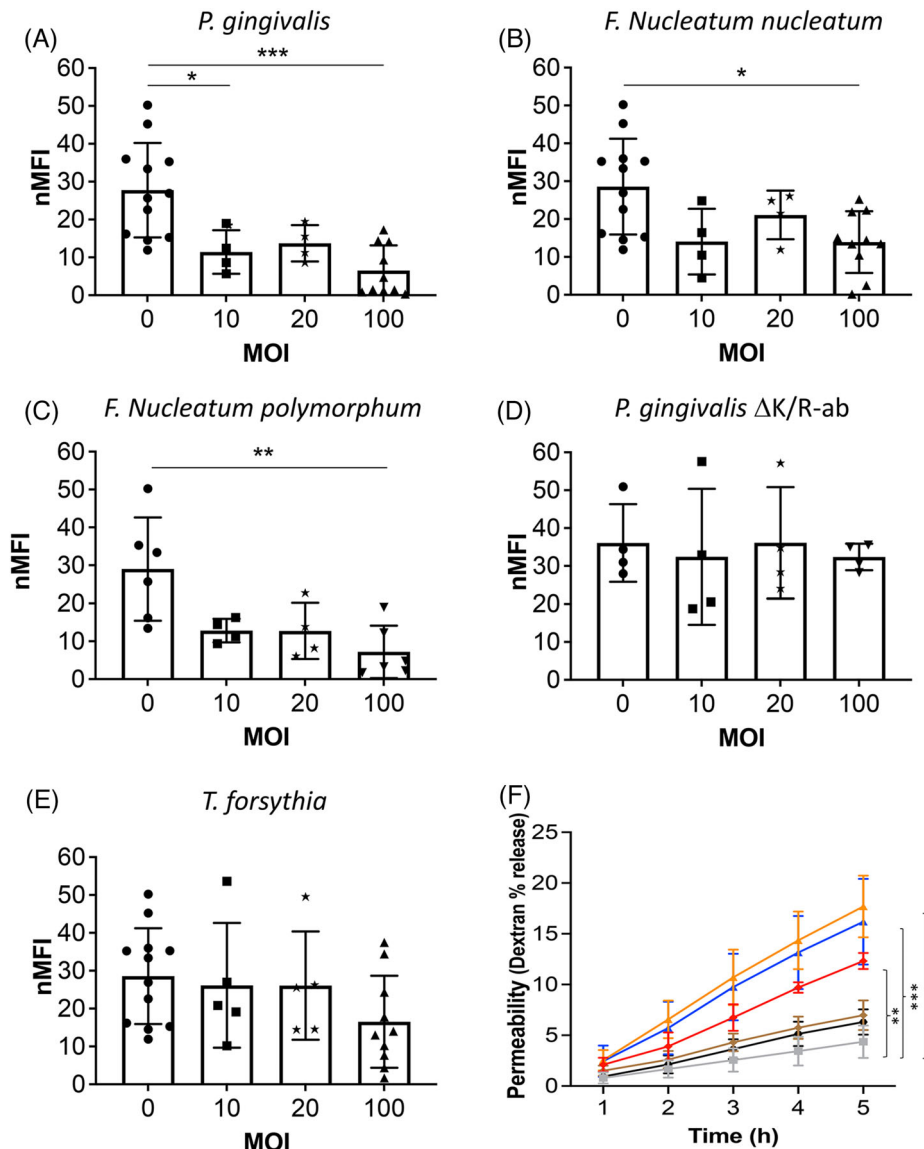 (A)
P. gingivalis
***
*
nMFI
60
50
40
30
20
10
0
0 10 20 100
MOI
(B)
F. Nucleatum nucleatum
*
nMFI
60
50
40
30
20
10
0
0 10 20 100
MOI
(C)
F. Nucleatum polymorphum
**
nMFI
60
50
40
30
20
10
0
0 10 20 100
MOI
(D)
P. gingivalis ΔK/R-ab
nMFI
60
50
40
30
20
10
0
0 10 20 100
MOI
(E)
T. forsythia
nMFI
60
50
40
30
20
10
0
0 10 20 100
MOI
(F)
Permeability (Dextran % release)
25
20
15
10
5
0
1 2 3 4 5
Time (h)
**
***